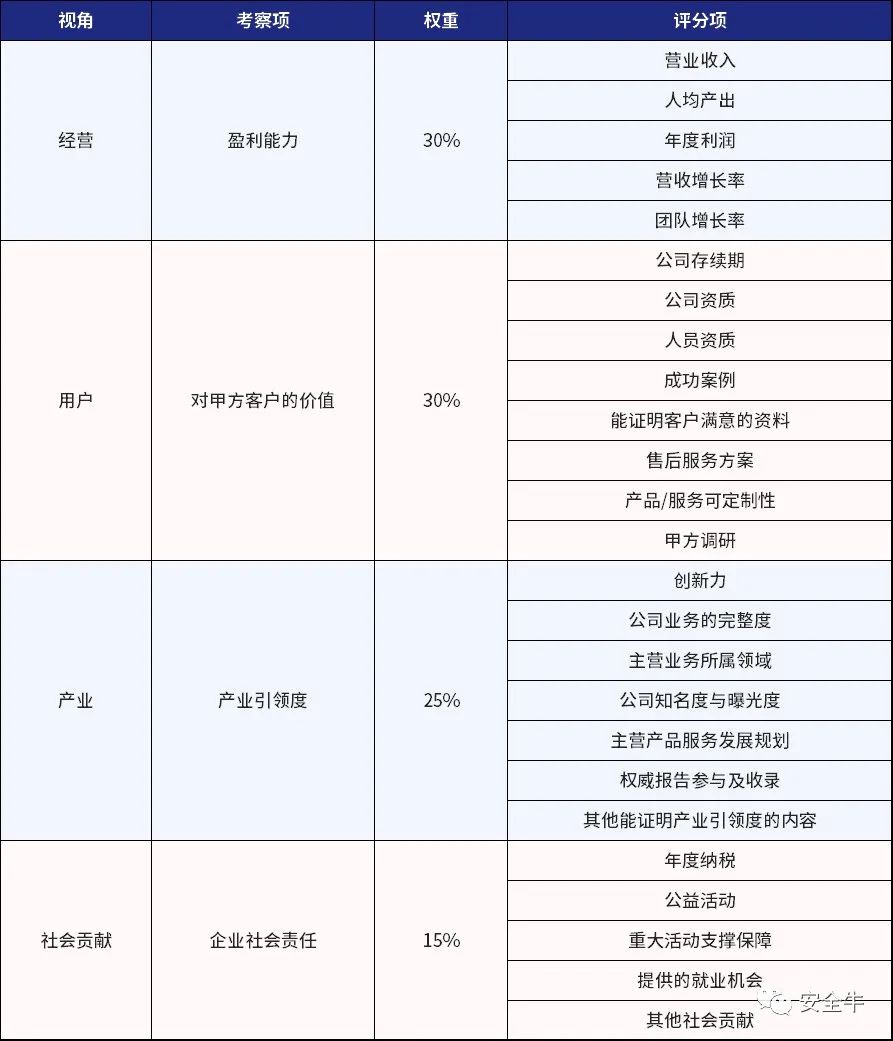 视角 考察项 权重 评分项
营业收入
人均产出
经营 盈利能力 30% 年度利润
营收增长率
团队增长率
公司存续期
公司资质
人员资质
成功案例
用户 对甲方客户的价值 30%
能证明客户满意的资料
售后服务方案
产品/服务可定制性
甲方调研
创新力
公司业务的完整度
主营业务所属领域
产业 产业引领度 25% 公司知名度与曝光度
主营产品服务发展规划
权威报告参与及收录
其他能证明产业引领度的内容
年度纳税
公益活动
社会贡献 企业社会责任 15% 重大活动支撑保障
提供的就业机会
安全牛
其他社会贡献